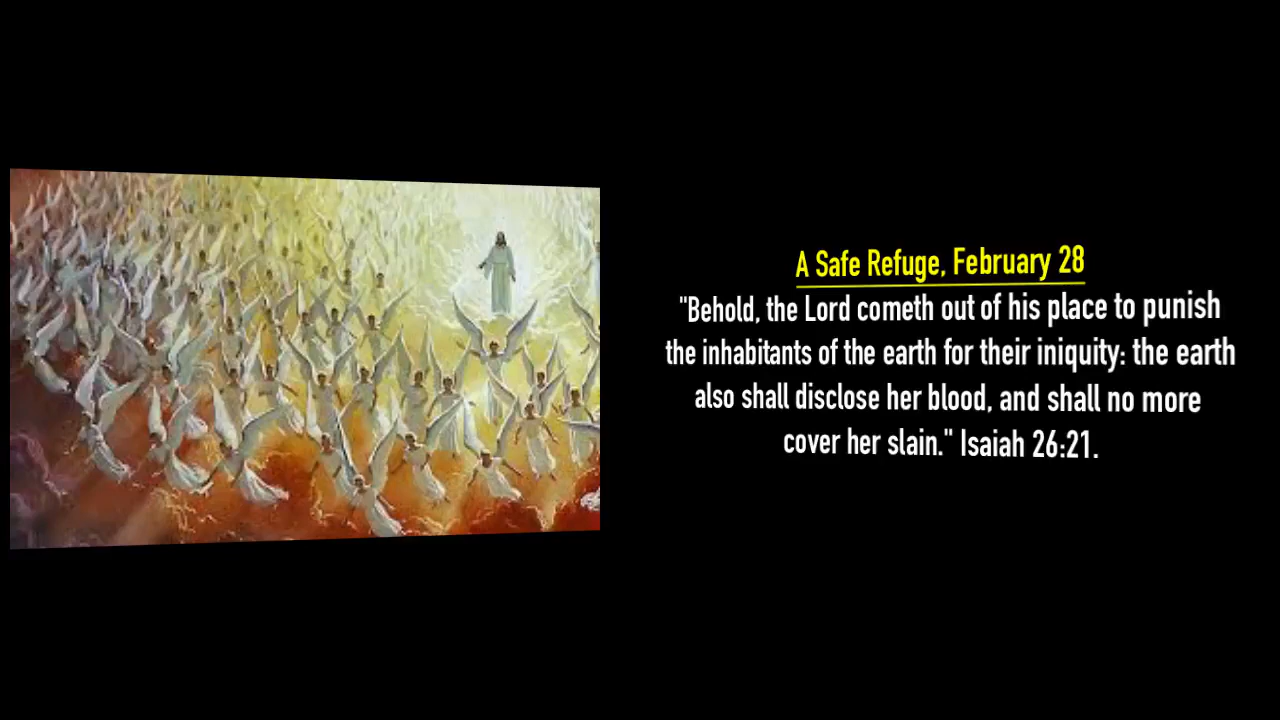 A Safe Refuge, February 28
"Behold, the Lord cometh out of his place to punish
the inhabitants of the earth for their iniquity: the earth
also shall disclose her blood, and shall no more
cover her slain." Isaiah 26:21.